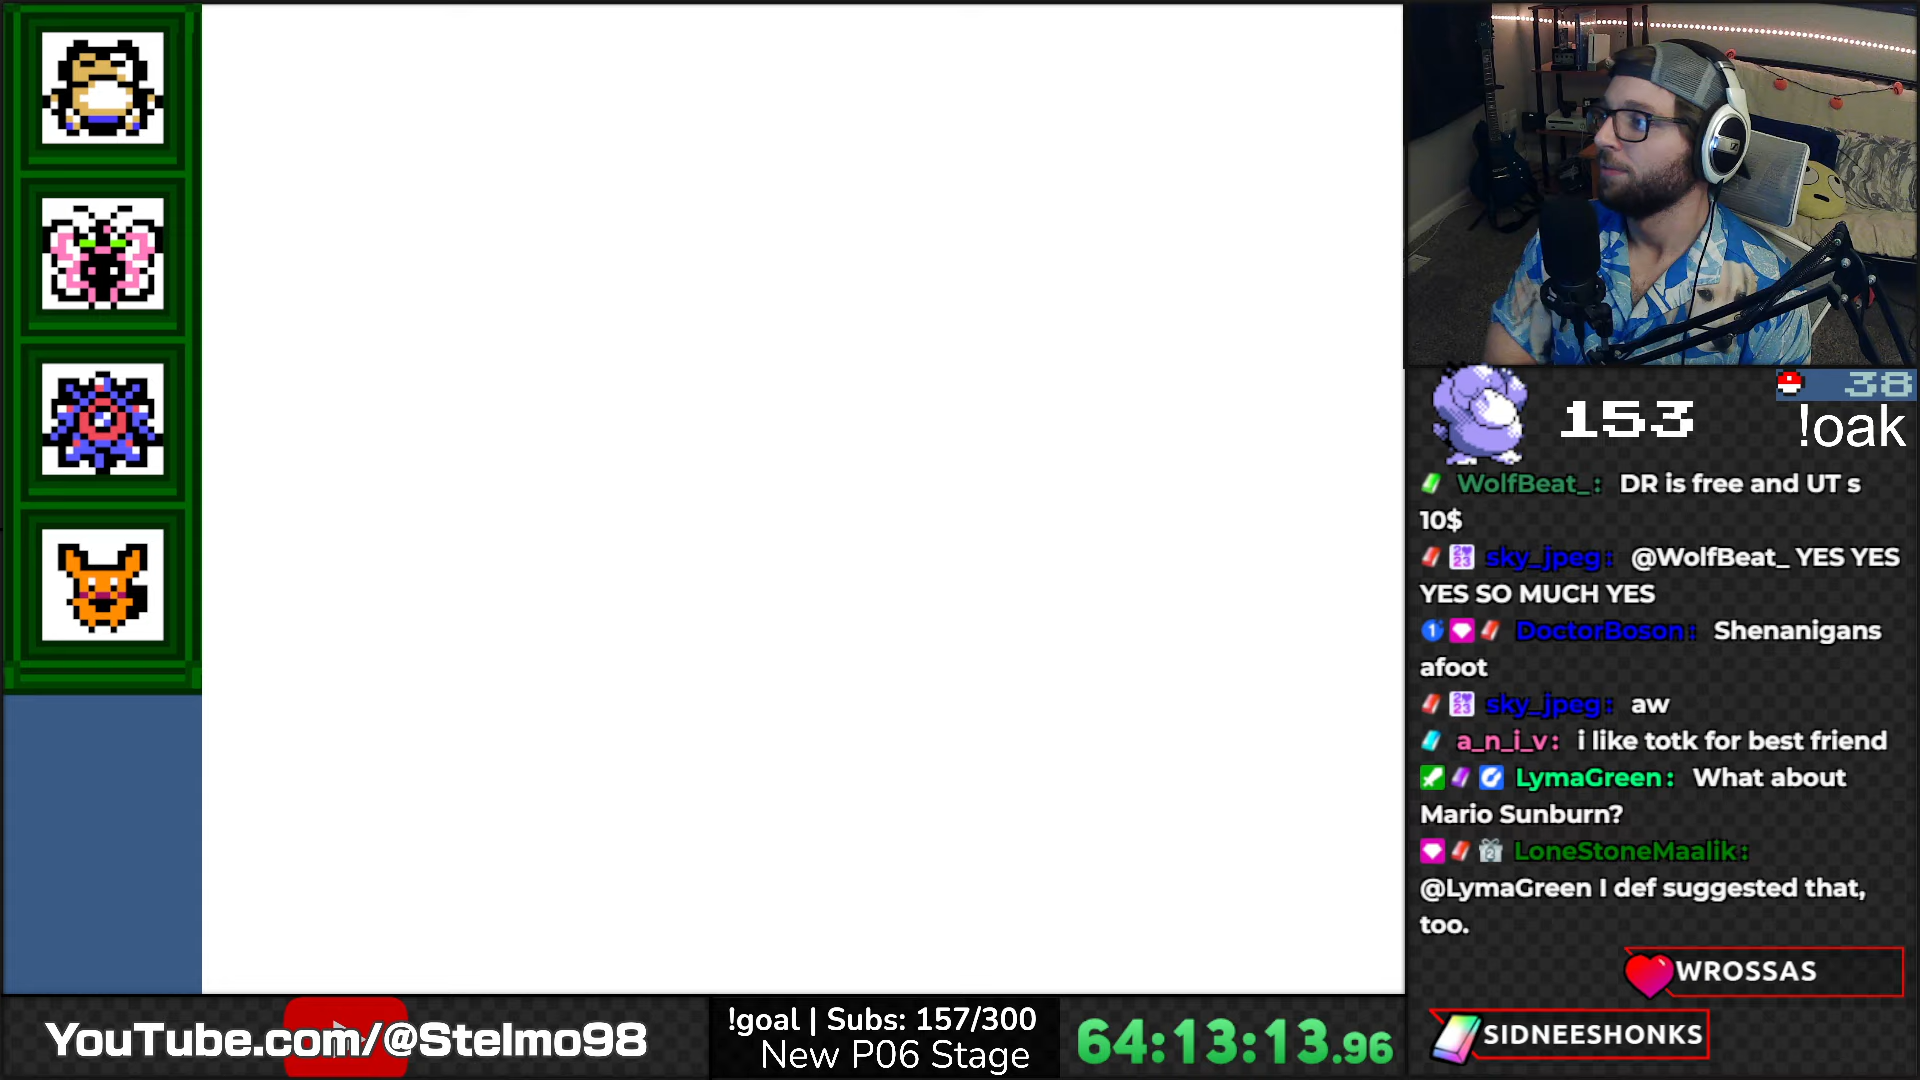 153
38
!oak
WolfBeat_: DR is free and UT s
10$
sky_jpeg: @WolfBeat_ YES YES
YES SO MUCH YES
DoctorBoson: Shenanigans
afoot
sky_jpeg: aw
a_n_i_v: i like totk for best friend
LymaGreen: What about
Mario Sunburn?
LoneStoneMaalik:
@LymaGreen I def suggested that,
too.
WROSSAS
SIDNEESHONKS
YouTube.com/@Stelmo98
!goal | Subs: 157/300
New P06 Stage
64:13:13.96